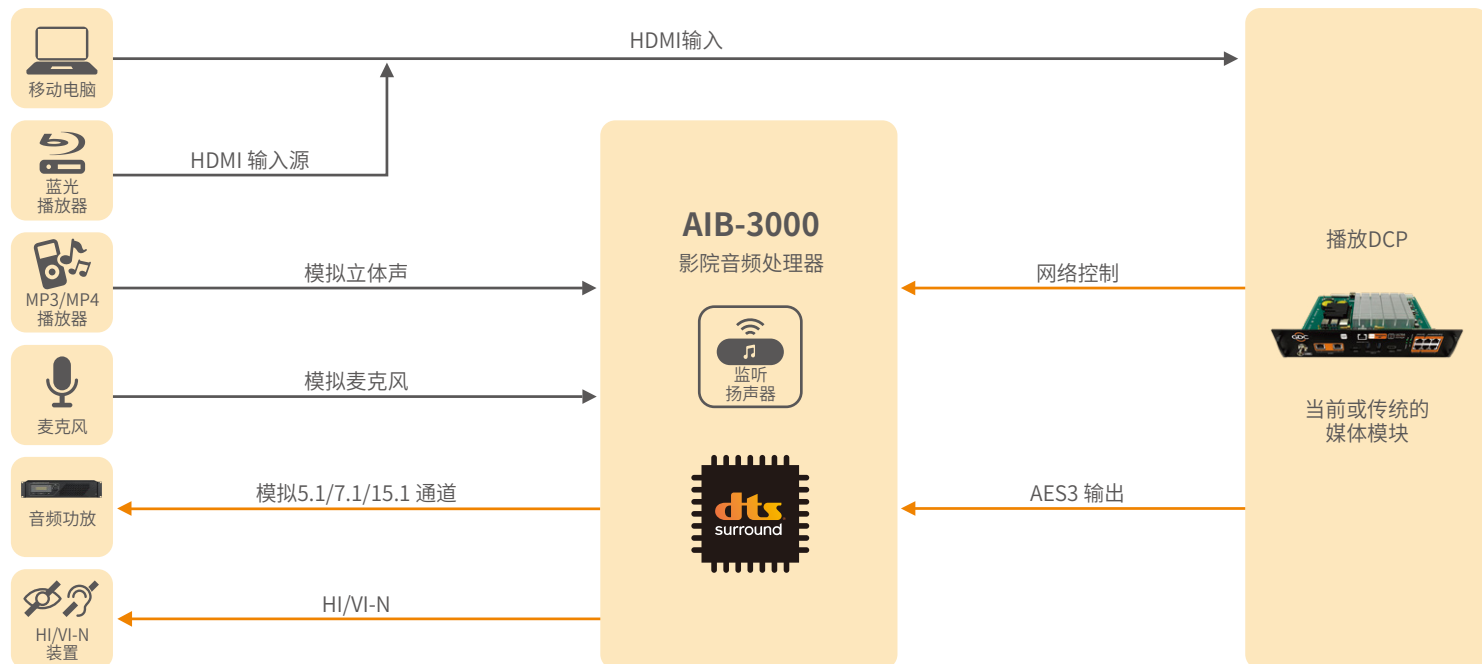 HDMI输入
移动电脑
HDMI 输入源
蓝光
播放器
MP3/MP4
播放器
模拟立体声
麦克风
模拟麦克风
音频功放
模拟5.1/7.1/15.1 通道
HI/VI-N
装置
HI/VI-N
AIB-3000
影院音频处理器
监听
扬声器
dts
surround
网络控制
AES3 输出
播放DCP
GDC
当前或传统的
媒体模块